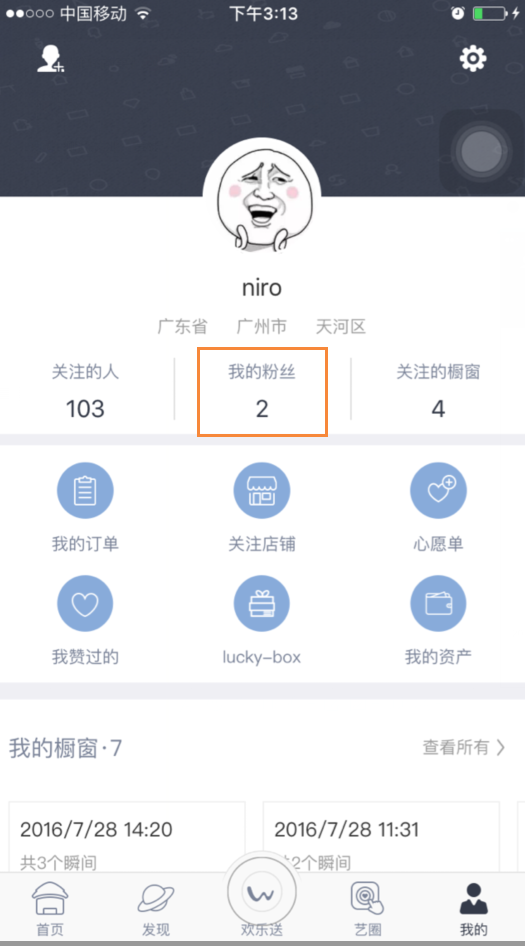 中国移动 下午3:13
niro
广东省 广州市 天河区
关注的人 我的粉丝 关注的橱窗
103 2 4
我的订单 关注店铺 心愿单
我赞过的 lucky-box 我的资产
我的橱窗·7 查看所有
2016/7/28 14:20 2016/7/28 11:31
共3个瞬间 共2个瞬间
首页 发现 欢乐送 艺圈 我的